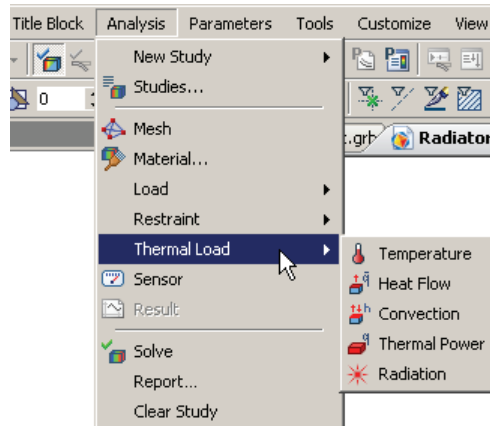 Title Block Analysis Parameters Tools Customize View
New Study
Studies...
0
Mesh
.grb Radiator
Material...
Load
Restraint
Thermal Load
Temperature
Sensor
Heat Flow
Result
Convection
Thermal Power
Solve
Radiation
Report...
Clear Study